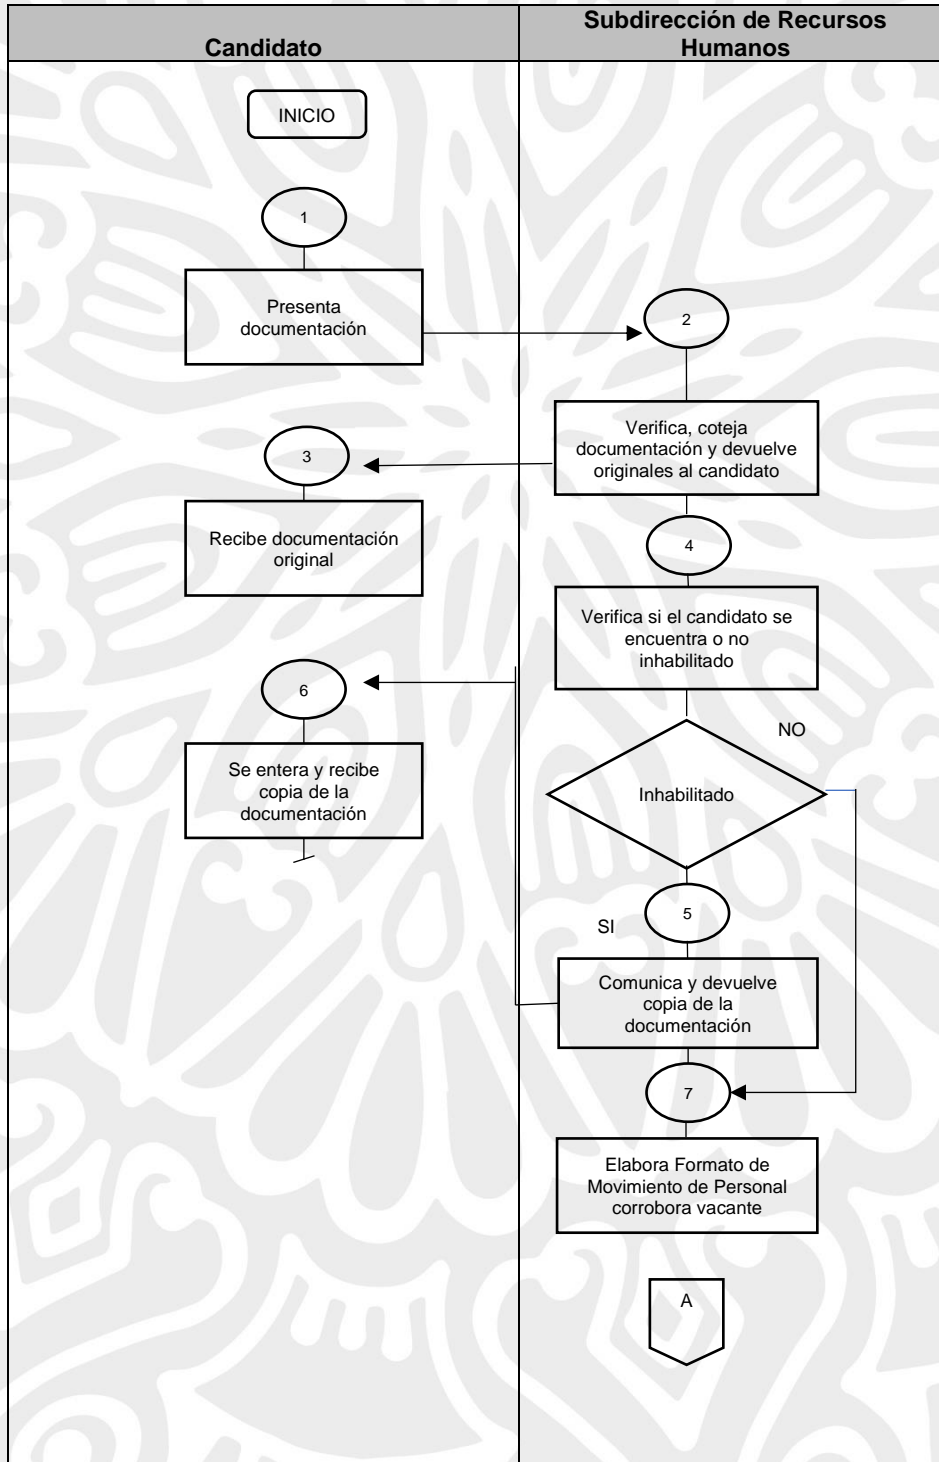 Candidato
Subdirección de Recursos
Humanos
INICIO
1
Presenta
documentación
2
Verifica, coteja
documentación y devuelve
originales al candidato
3
Recibe documentación
original
4
Verifica si el candidato se
encuentra o no
inhabilitado
6
Se entera y recibe
copia de la
documentación
NO
Inhabilitado
5
SI
Comunica y devuelve
copia de la
documentación
7
Elabora Formato de
Movimiento de Personal
corrobora vacante
A